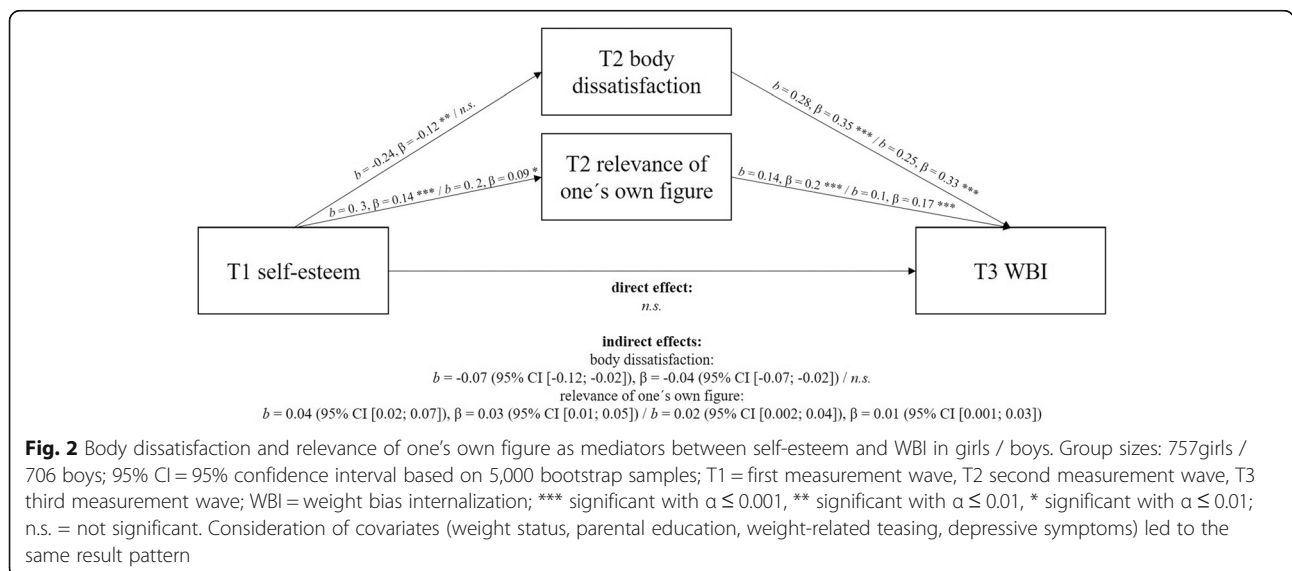 T2 body
dissatisfaction
b = -0.24, β = -0.12 ** / n.s.
b = 0.28, β = 0.35 *** / 0.25, β = 0.33 ***
T2 relevance of
one´s own figure
b = 0. 3, β = 0.14 *** / b = 0. 2, β = 0.09 *
b = 0.14, β = 0.2 *** / b = 0.1, β = 0.17 ***
T1 self-esteem
T3 WBI
direct effect:
n.s.
indirect effects:
body dissatisfaction:
b = -0.07 (95% CI [-0.12; -0.02]), β = -0.04 (95% CI [-0.07; -0.02]) / n.s.
relevance of one´s own figure:
b = 0.04 (95% CI [0.02; 0.07]), β = 0.03 (95% CI [0.01; 0.05]) / b = 0.02 (95% CI [0.002; 0.04]), β = 0.01 (95% CI [0.001; 0.03])
Fig. 2 Body dissatisfaction and relevance of one’s own figure as mediators between self-esteem and WBI in girls / boys. Group sizes: 757girls /
706 boys; 95% CI = 95% confidence interval based on 5,000 bootstrap samples; T1 = first measurement wave, T2 second measurement wave, T3
third measurement wave; WBI = weight bias internalization; *** significant with α ≤ 0.001, ** significant with α ≤ 0.01, * significant with α ≤ 0.01;
n.s. = not significant. Consideration of covariates (weight status, parental education, weight-related teasing, depressive symptoms) led to the
same result pattern